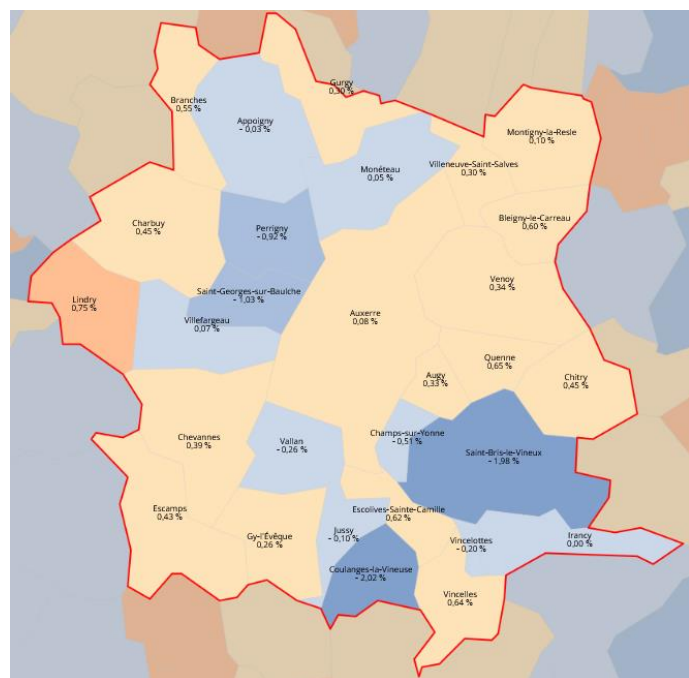 Gurgy
0,30 %
Branches
0,55 %
Appoigny
- 0,03 %
Montigny-la-Resle
0,10 %
Monéteau
0,05 %
Villeneuve-Saint-Salves
0,30 %
Charbuy
0,45 %
Perrigny
- 0,92 %
Bleigny-le-Carreau
0,60 %
Venoy
0,34 %
Saint-Georges-sur-Baulche
- 1,03 %
Lindry
0,75 %
Villefargeau
0,07 %
Auxerre
0,08 %
Quenne
0,65 %
Augy
0,33 %
Chitry
0,45 %
Chevannes
0,39 %
Vallan
- 0,26 %
Champs-sur-Yonne
- 0,51 %
Saint-Bris-le-Vineux
- 1,98 %
Escamps
0,43 %
Escolives-Sainte-Camille
0,62 %
Gy-l'Évêque
0,26 %
Jussy
- 0,10 %
Vincelottes
- 0,20 %
Irancy
0,00 %
Coulanges-la-Vineuse
- 2,02 %
Vincelles
0,64 %